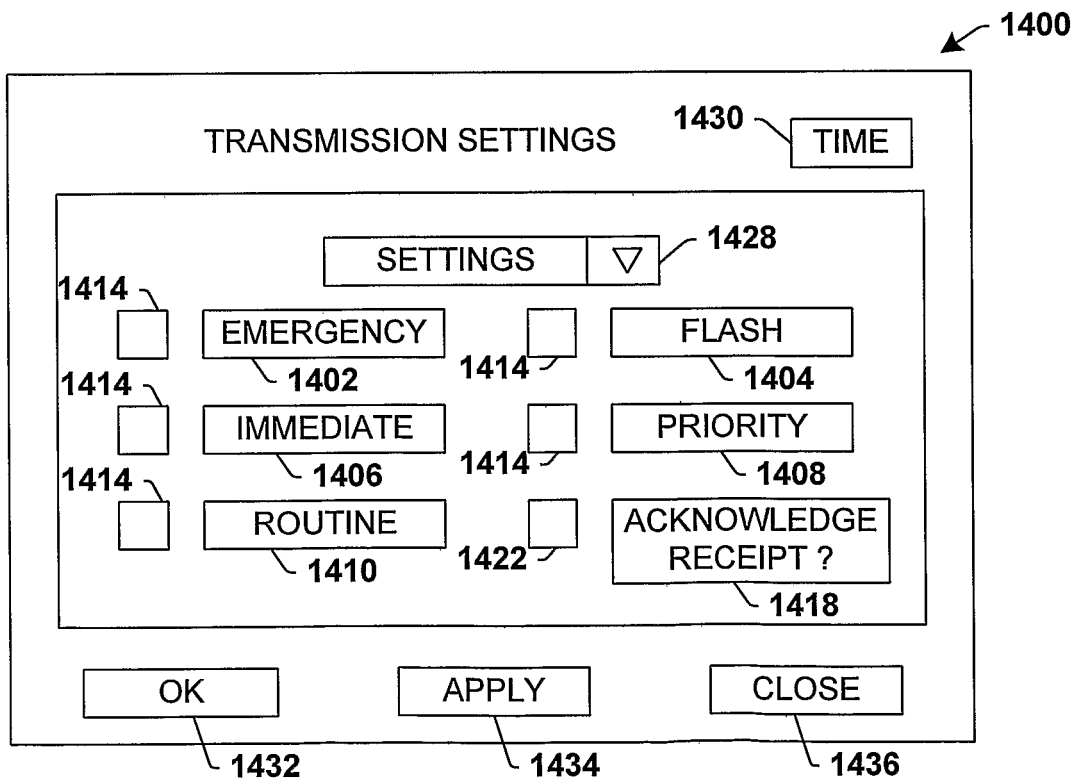 1400
TRANSMISSION SETTINGS
1430
TIME
SETTINGS
1428
1414
EMERGENCY
1402
1414
FLASH
1404
1414
IMMEDIATE
1406
1414
PRIORITY
1408
1414
ROUTINE
1410
1422
ACKNOWLEDGE
RECEIPT ?
1418
OK
1432
APPLY
1434
CLOSE
1436